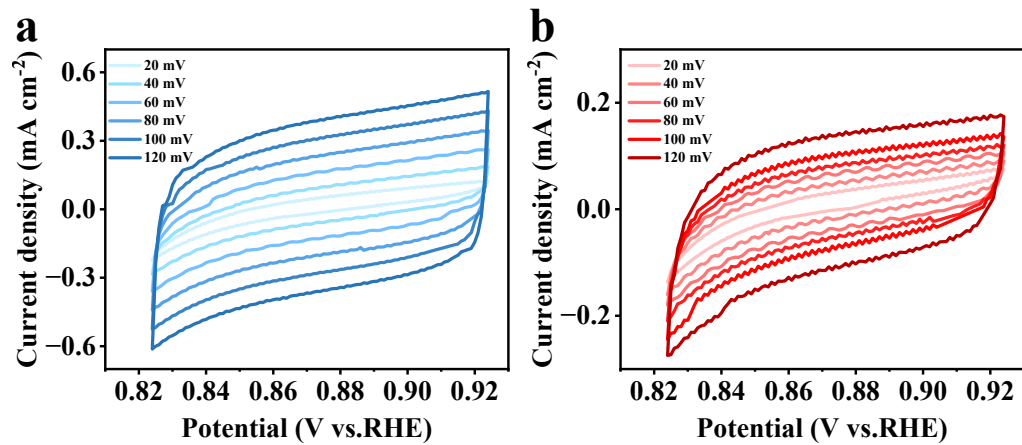 a
Current density (mA cm⁻²)
0.6
0.3
0.0
−0.3
−0.6
20 mV
40 mV
60 mV
80 mV
100 mV
120 mV
0.82 0.84 0.86 0.88 0.90 0.92
Potential (V vs.RHE)
b
Current density (mA cm⁻²)
0.2
0.0
−0.2
20 mV
40 mV
60 mV
80 mV
100 mV
120 mV
0.82 0.84 0.86 0.88 0.90 0.92
Potential (V vs.RHE)